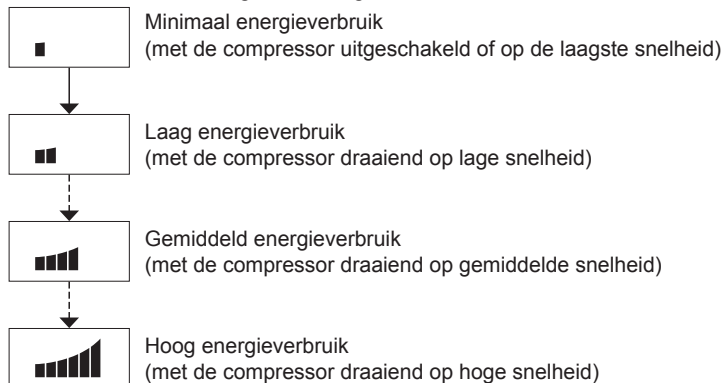 Minimaal energieverbruik
(met de compressor uitgeschakeld of op de laagste snelheid)
Laag energieverbruik
(met de compressor draaiend op lage snelheid)
Gemiddeld energieverbruik
(met de compressor draaiend op gemiddelde snelheid)
Hoog energieverbruik
(met de compressor draaiend op hoge snelheid)